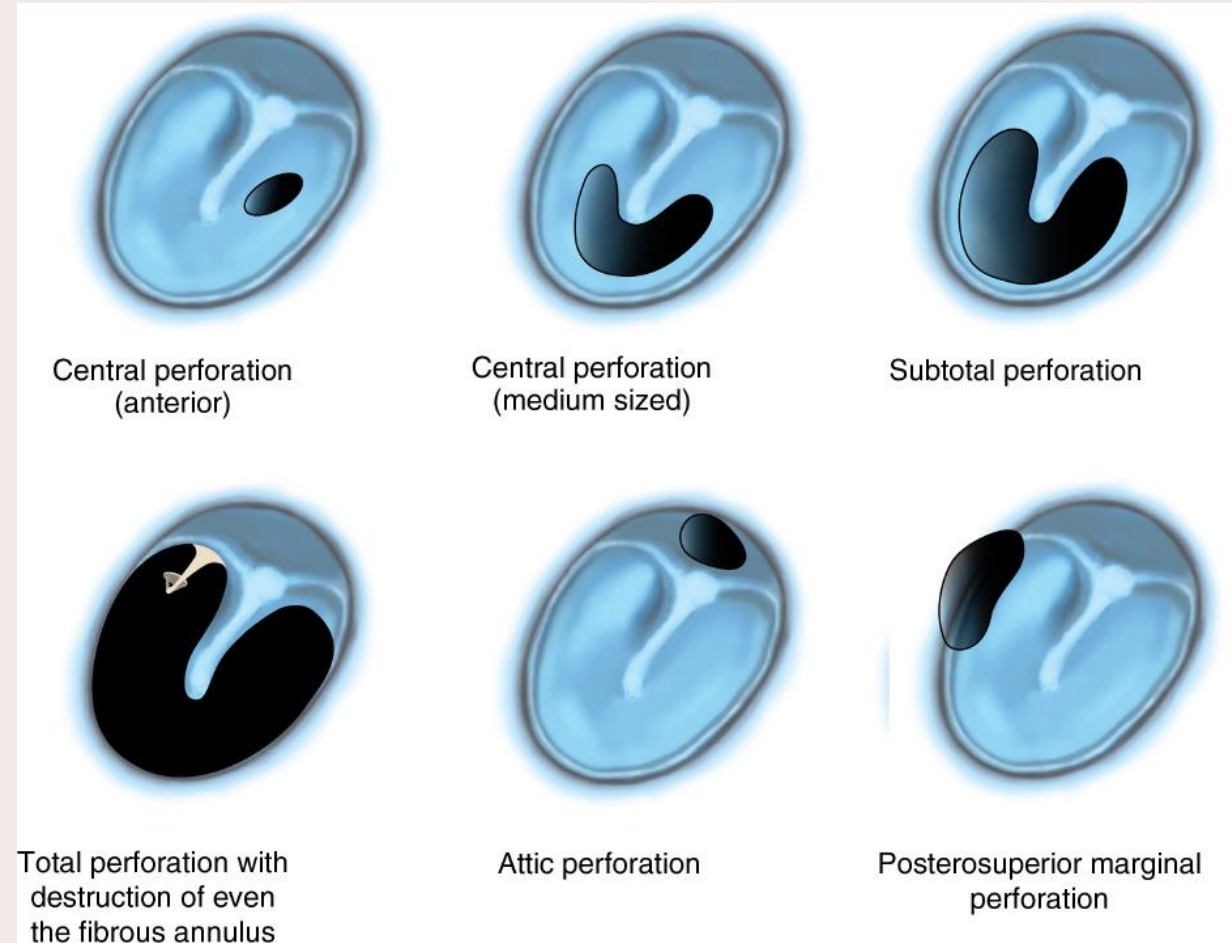 Central perforation
(anterior)
Central perforation
(medium sized)
Subtotal perforation
Total perforation with
destruction of even
the fibrous annulus
Attic perforation
Posterosuperior marginal
perforation